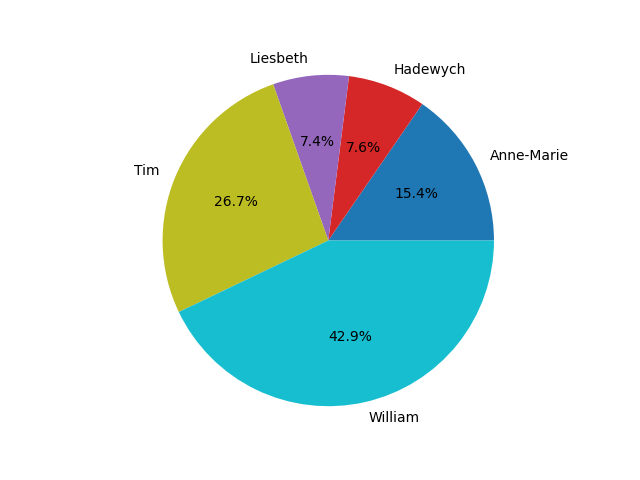 Liesbeth
Hadewych
7.4%
7.6%
Anne-Marie
Tim
15.4%
26.7%
42.9%
William